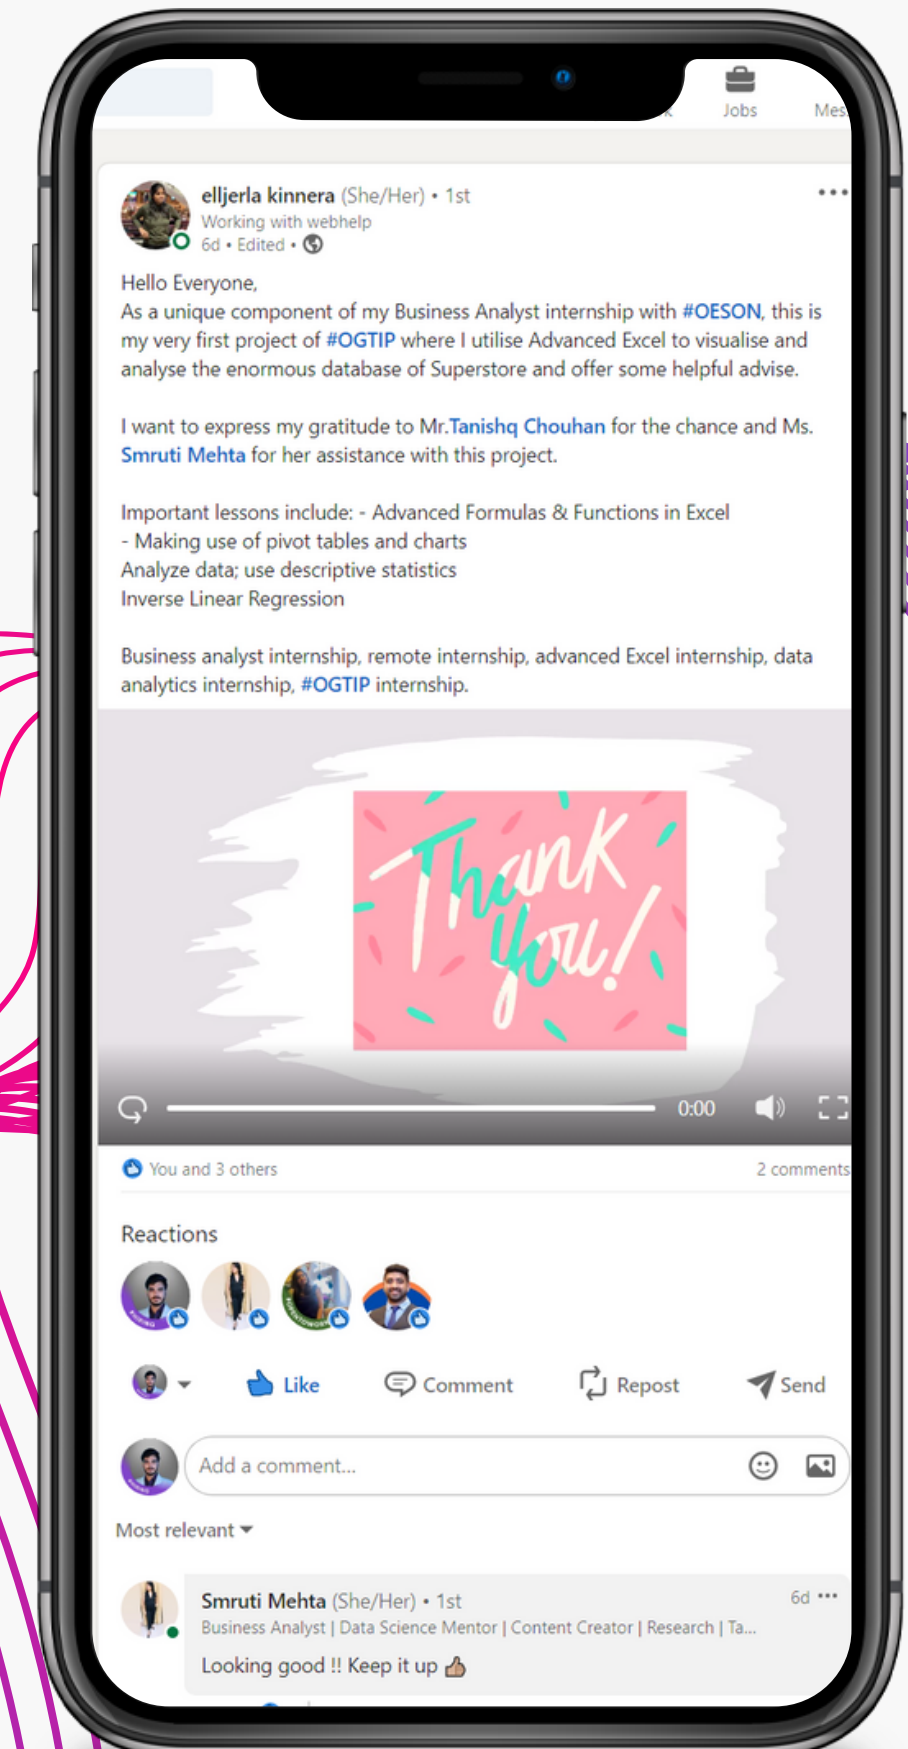 Jobs
elljerla kinnera (She/Her) • 1st
Working with webhelp
6d • Edited •
Hello Everyone,
As a unique component of my Business Analyst internship with #OESON, this is
my very first project of #OGTIP where I utilise Advanced Excel to visualise and
analyse the enormous database of Superstore and offer some helpful advise.
I want to express my gratitude to Mr.Tanishq Chouhan for the chance and Ms.
Smruti Mehta for her assistance with this project.
Important lessons include: - Advanced Formulas & Functions in Excel
- Making use of pivot tables and charts
Analyze data; use descriptive statistics
Inverse Linear Regression
Business analyst internship, remote internship, advanced Excel internship, data
analytics internship, #OGTIP internship.
Thank
you!
0:00
You and 3 others
2 comments
Reactions
Like
Comment
Repost
Send
Add a comment...
Most relevant
Smruti Mehta (She/Her) • 1st
6d
Business Analyst | Data Science Mentor | Content Creator | Research | Ta...
Looking good !! Keep it up 👍🏽